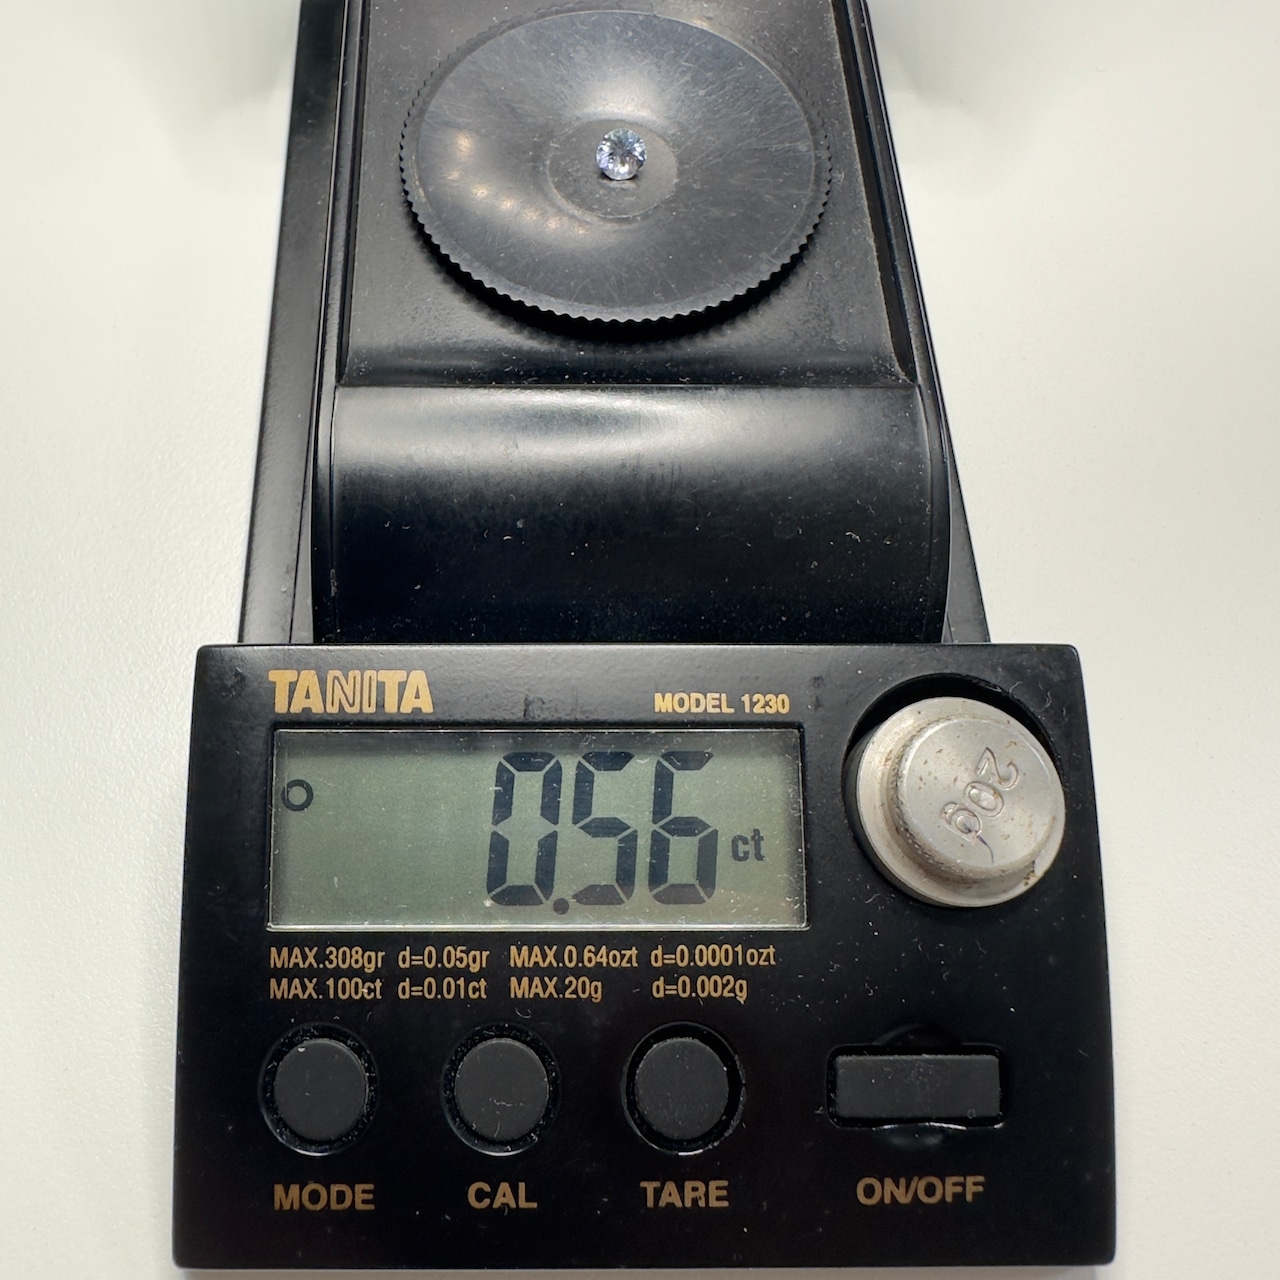 TANITA
MODEL 1230
0.56 ct
MAX.308gr d=0.05gr MAX.0.64ozt d=0.0001ozt
MAX.100ct d=0.01ct MAX.20g d=0.002g
20g
MODE CAL TARE ON/OFF